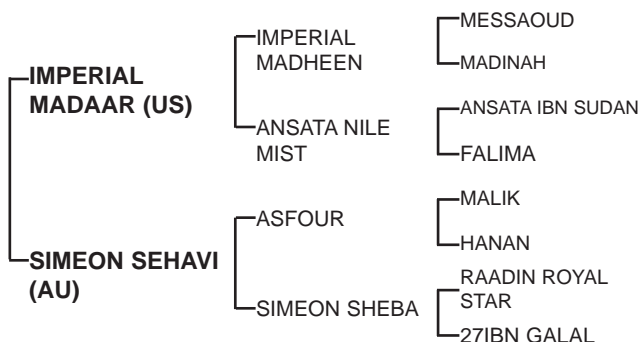 IMPERIAL
MADAAR (US)
IMPERIAL
MADHEEN
MESSAOUD
MADINAH
ANSATA NILE
MIST
ANSATA IBN SUDAN
FALIMA
SIMEON SEHAVI
(AU)
ASFOUR
MALIK
HANAN
SIMEON SHEBA
RAADIN ROYAL
STAR
27IBN GALAL